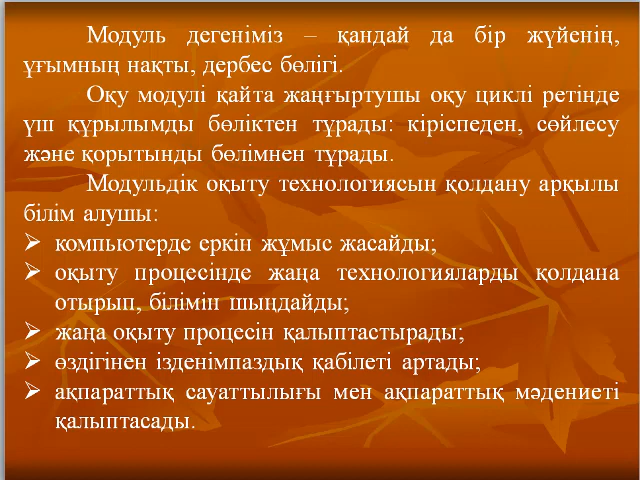 Модуль дегеніміз – қандай да бір жүйенің,
ұғымның нақты, дербес бөлігі.
Оқу модулі қайта жаңғыртушы оқу циклі ретінде
үш құрылымды бөліктен тұрады: кіріспеден, сөйлесу
және қорытынды бөлімнен тұрады.
Модульдік оқыту технологиясын қолдану арқылы
білім алушы:
➢ компьютерде еркін жұмыс жасайды;
➢ оқыту процесінде жаңа технологияларды қолдана
отырып, білімін шыңдайды;
➢ жаңа оқыту процесін қалыптастырады;
➢ өздігінен ізденімпаздық қабілеті артады;
➢ ақпараттық сауаттылығы мен ақпараттық мәдениеті
қалыптасады.